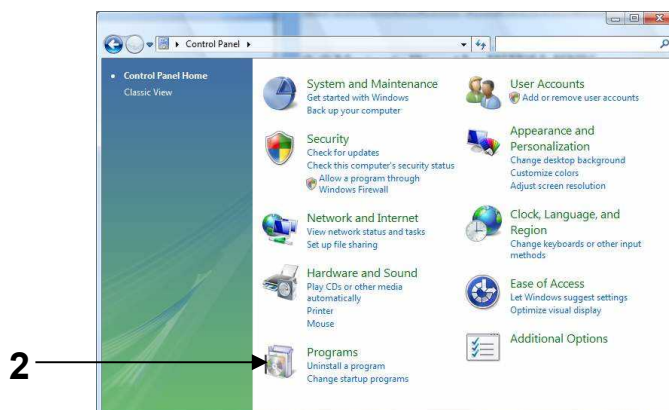 Control Panel
Control Panel Home
Classic View
System and Maintenance
Get started with Windows
Back up your computer
Security
Check for updates
Check this computer's security status
Allow a program through
Windows Firewall
Network and Internet
View network status and tasks
Set up file sharing
Hardware and Sound
Play CDs or other media
automatically
Printer
Mouse
Programs
Uninstall a program
Change startup programs
User Accounts
Add or remove user accounts
Appearance and
Personalization
Change desktop background
Customize colors
Adjust screen resolution
Clock, Language, and
Region
Change keyboards or other input
methods
Ease of Access
Let Windows suggest settings
Optimize visual display
Additional Options
2